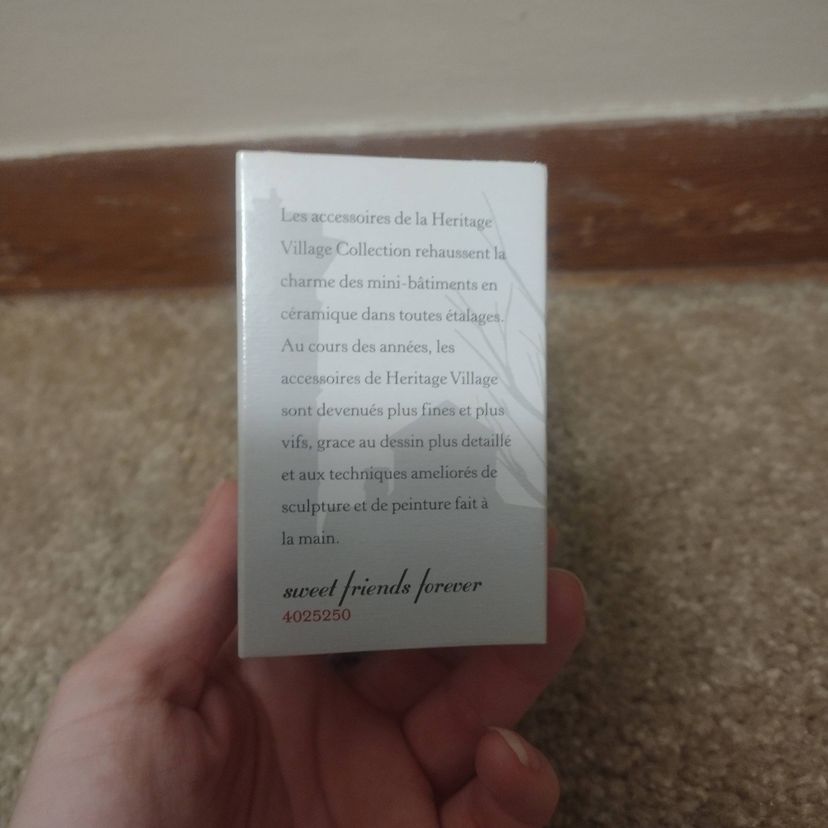 Les accessoires de la Heritage
Village Collection rehaussent la
charme des mini-bâtiments en
céramique dans toutes étalages.
Au cours des années, les
accessoires de Heritage Village
sont devenués plus fines et plus
vifs, grace au dessin plus detaillé
et aux techniques ameliorés de
sculpture et de peinture fait à
la main.
sweet friends forever
4025250